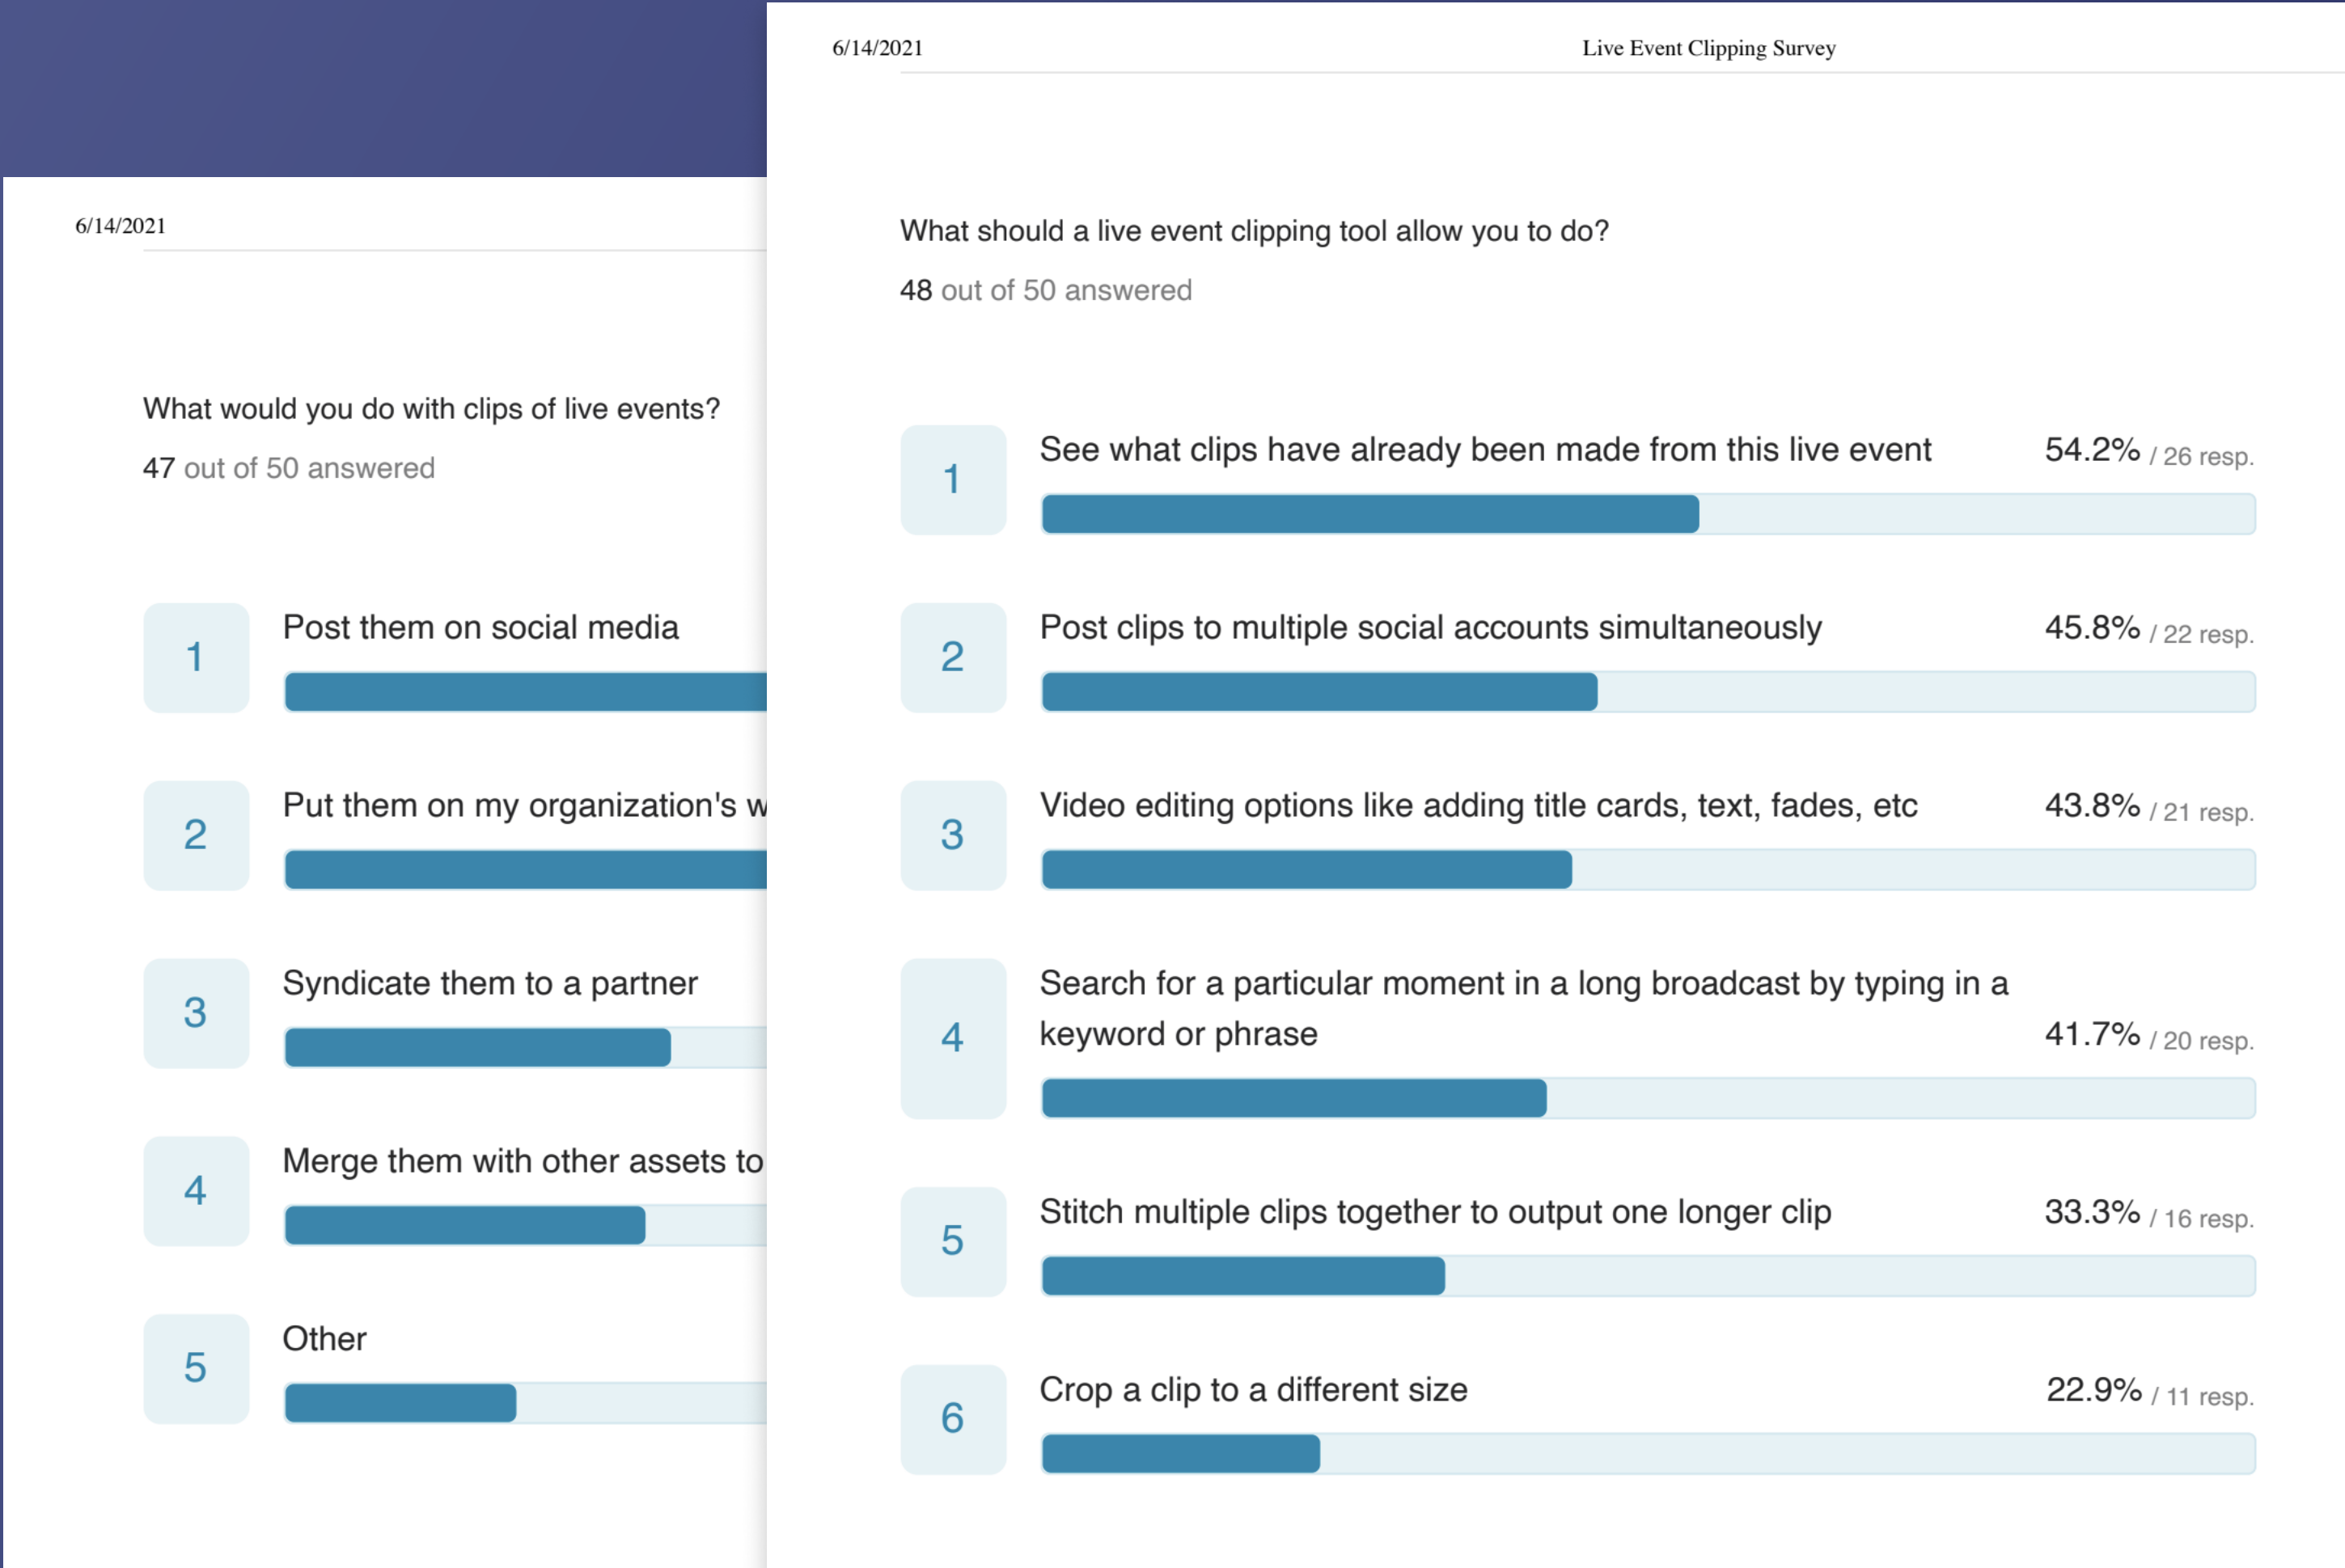 6/14/2021
What would you do with clips of live events?
47 out of 50 answered
1
Post them on social media
2
Put them on my organization's
3
Syndicate them to a partner
4
Merge them with other assets to
5
Other
6/14/2021 Live Event Clipping Survey
What should a live event clipping tool allow you to do?
48 out of 50 answered
1
See what clips have already been made from this live event 54.2% / 26 resp.
2
Post clips to multiple social accounts simultaneously 45.8% / 22 resp.
3
Video editing options like adding title cards, text, fades, etc 43.8% / 21 resp.
4
Search for a particular moment in a long broadcast by typing in a
keyword or phrase 41.7% / 20 resp.
5
Stitch multiple clips together to output one longer clip 33.3% / 16 resp.
6
Crop a clip to a different size 22.9% / 11 resp.